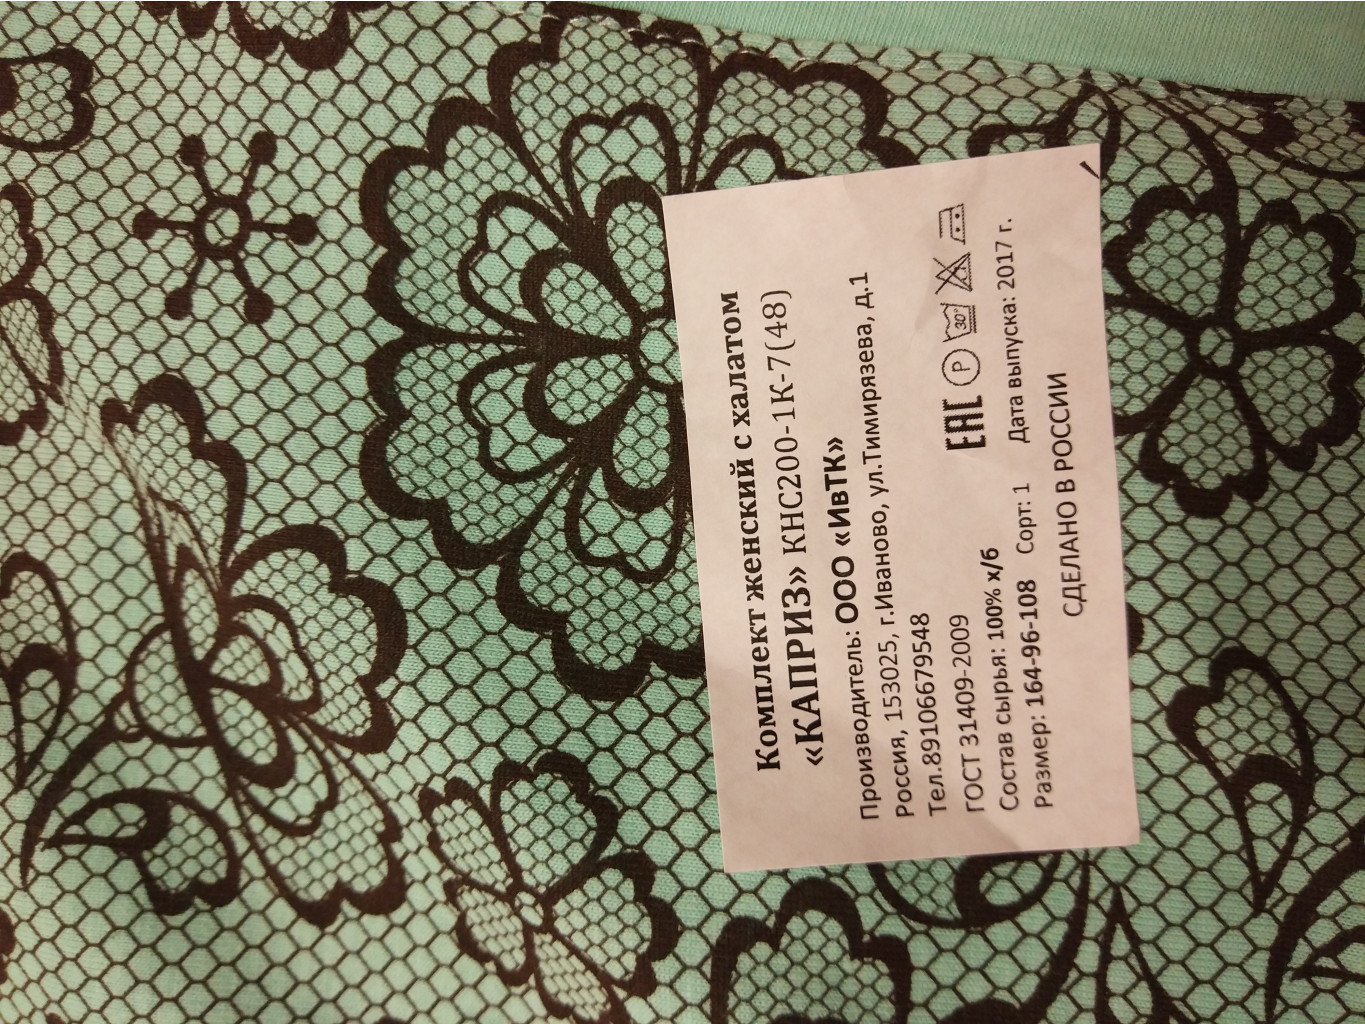 Комплект женский с халатом
«КАПРИЗ» КНС200-1К-7(48)
Производитель: ООО «ИвТК»
Россия, 153025, г.Иваново, ул.Тимирязева, д.1
Тел.89106679548
ГОСТ 31409-2009 ЕАС P 30°
Состав сырья: 100% х/б
Размер: 164-96-108 Сорт: 1 Дата выпуска: 2017 г.
СДЕЛАНО В РОССИИ